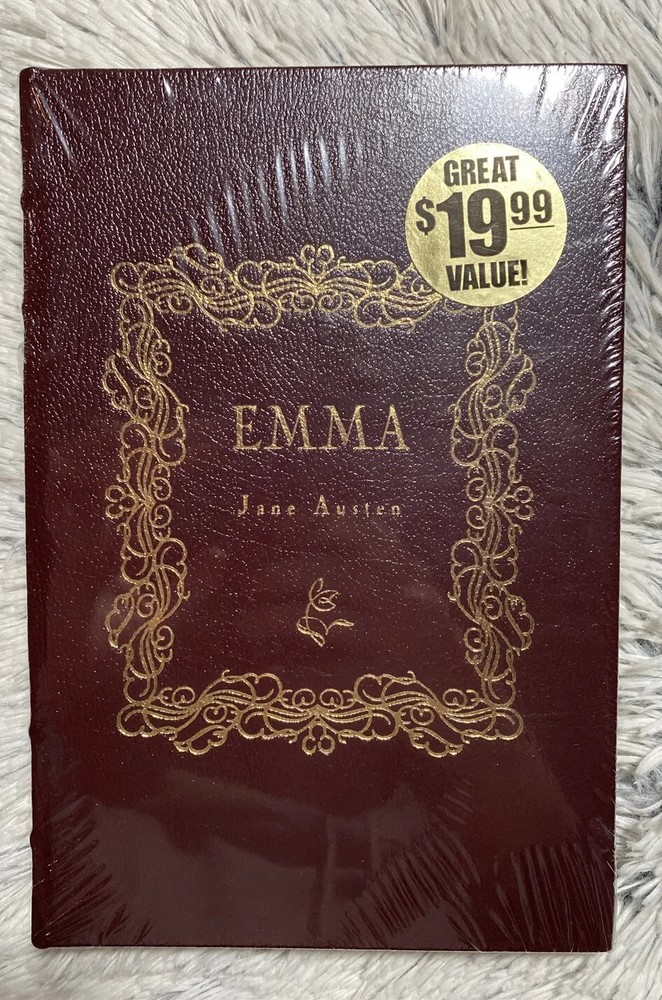 GREAT
$19.99
VALUE!
EMMA
Jane Austen